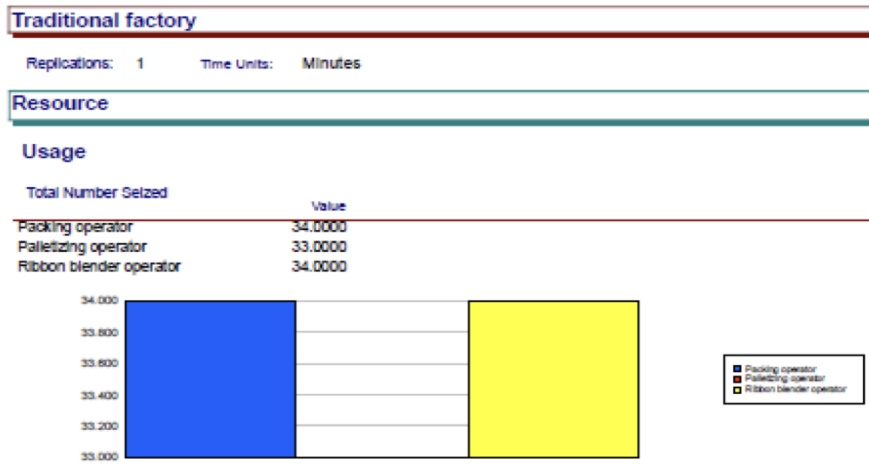 Traditional factory
Replications: 1 Time Units: Minutes
Resource
Usage
Total Number Seized
Value
Packing operator 34.0000
Palletizing operator 33.0000
Ribbon blender operator 34.0000
34.000
33.800
33.600
33.400
33.200
33.000
Packing operator
Palletizing operator
Ribbon blender operator